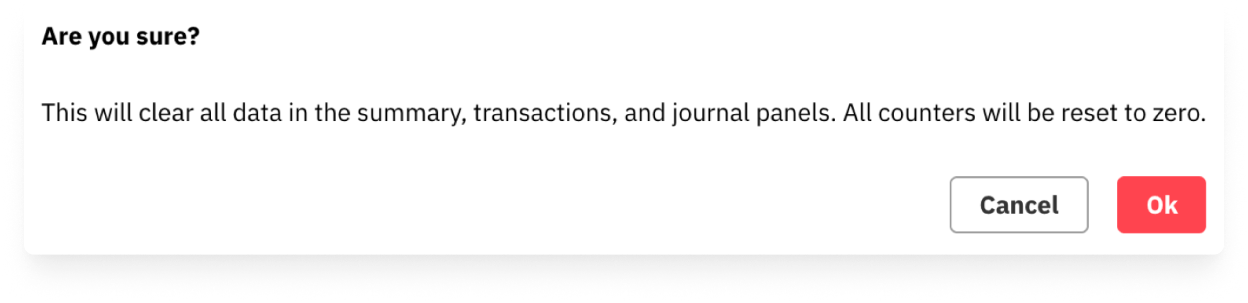 Are you sure?
This will clear all data in the summary, transactions, and journal panels. All counters will be reset to zero.
Cancel Ok